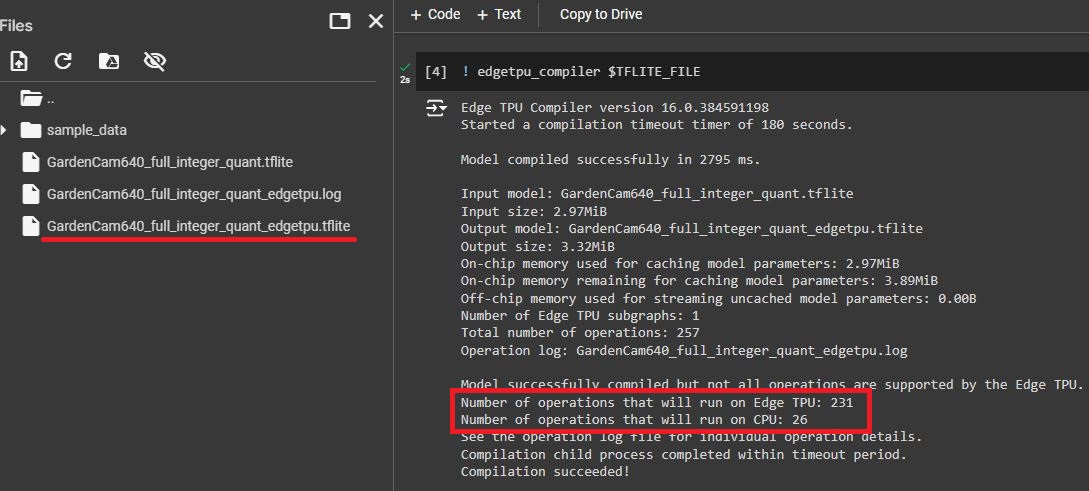 Files
+ Code + Text Copy to Drive
..
sample_data
GardenCam640_full_integer_quant.tflite
GardenCam640_full_integer_quant_edgetpu.log
GardenCam640_full_integer_quant_edgetpu.tflite
2s
[4] ! edgetpu_compiler $TFLITE_FILE
Edge TPU Compiler version 16.0.384591198
Started a compilation timeout timer of 180 seconds.
Model compiled successfully in 2795 ms.
Input model: GardenCam640_full_integer_quant.tflite
Input size: 2.97MiB
Output model: GardenCam640_full_integer_quant_edgetpu.tflite
Output size: 3.32MiB
On-chip memory used for caching model parameters: 2.97MiB
On-chip memory remaining for caching model parameters: 3.89MiB
Off-chip memory used for streaming uncached model parameters: 0.00B
Number of Edge TPU subgraphs: 1
Total number of operations: 257
Operation log: GardenCam640_full_integer_quant_edgetpu.log
Model successfully compiled but not all operations are supported by the Edge TPU.
Number of operations that will run on Edge TPU: 231
Number of operations that will run on CPU: 26
See the operation log file for individual operation details.
Compilation child process completed within timeout period.
Compilation succeeded!